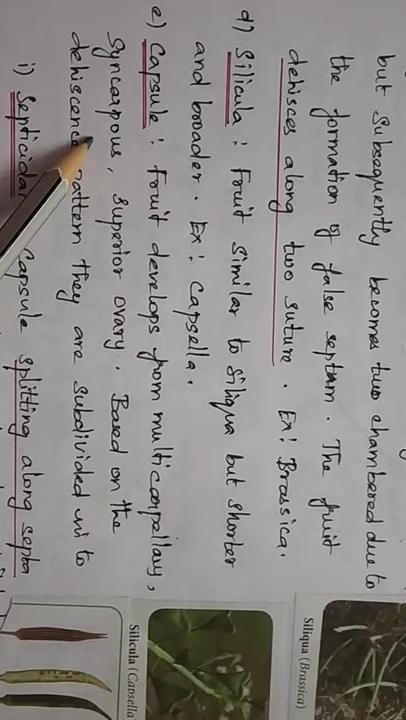 but subsequently becomes two chambered due to
the formation of false septum. The fruit
dehisces along two suture. Ex: Brassica.
d) Silicula : Fruit similar to siliqua but shorter
and broader. Ex: Capsella.
e) Capsule : Fruit develops from multicarpellary,
syncarpous, superior ovary. Based on the
dehiscence pattern they are subdivided in to
i) Septicidal Capsule splitting along septa
Siliqua (Brassica)
Silicula (Capsella